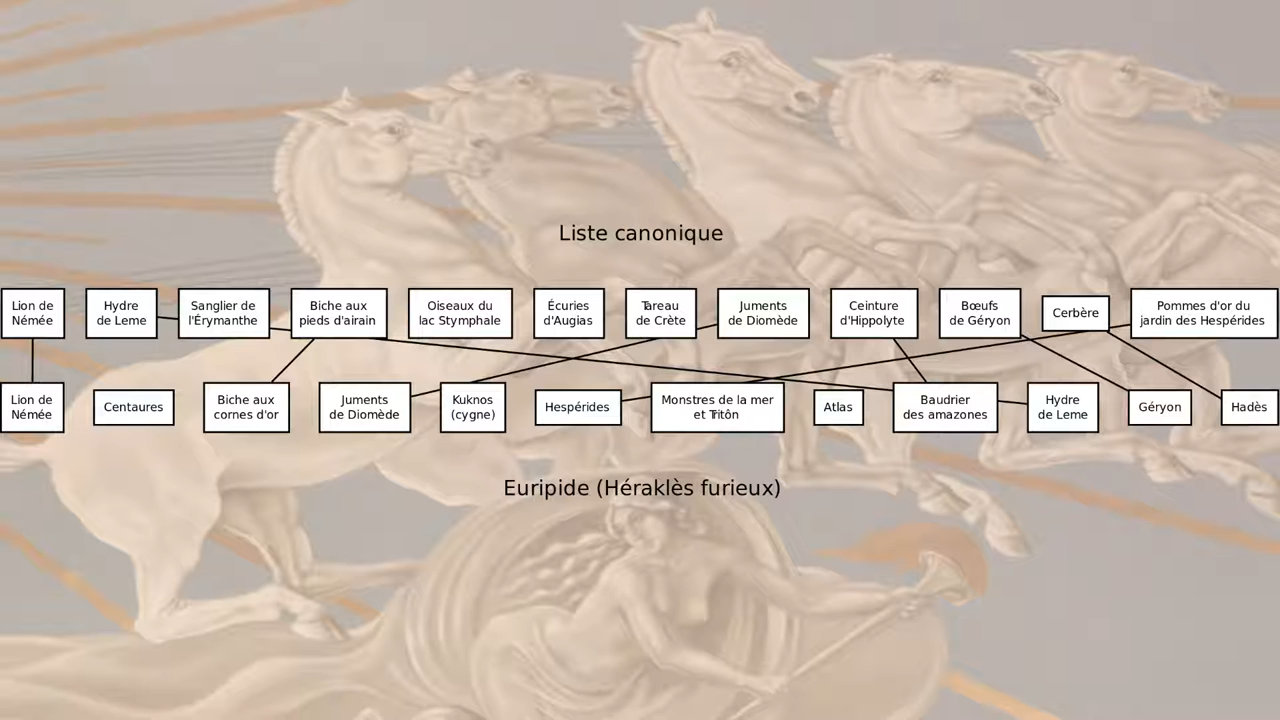 Liste canonique
Lion de
Némée
Hydre
de Leme
Sanglier de
l'Érymanthe
Biche aux
pieds d'airain
Oiseaux du
lac Stymphale
Écuries
d'Augias
Tareau
de Crète
Juments
de Diomède
Ceinture
d'Hippolyte
Bœufs
de Géryon
Cerbère
Pommes d'or du
jardin des Hespérides
Lion de
Némée
Centaures
Biche aux
cornes d'or
Juments
de Diomède
Kuknos
(cygne)
Hespérides
Monstres de la mer
et Tritôn
Atlas
Baudrier
des amazones
Hydre
de Leme
Géryon
Hadès
Euripide (Héraklès furieux)